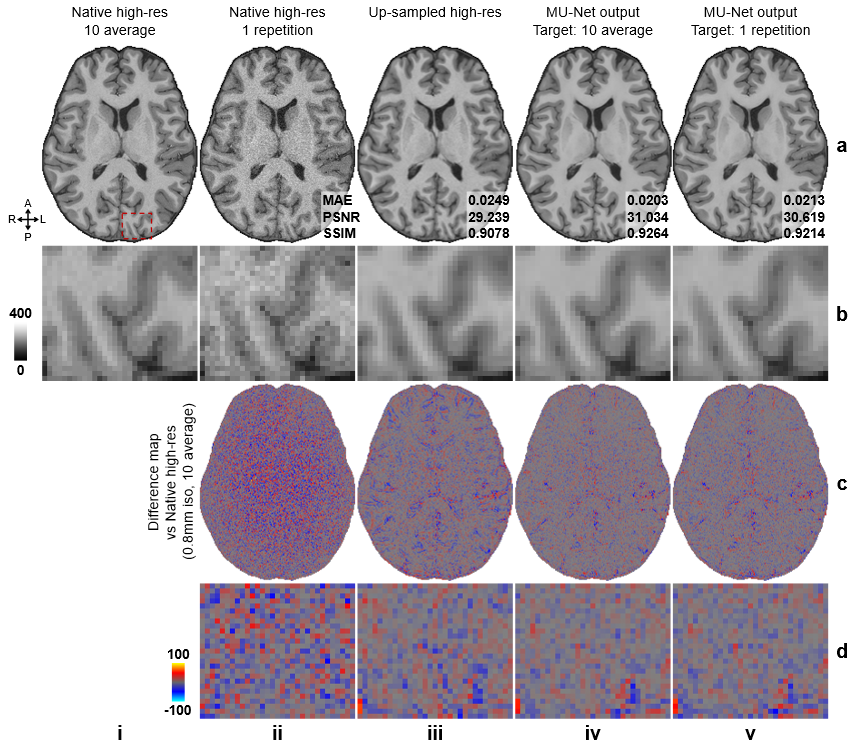 Native high-res
10 average
Native high-res
1 repetition
Up-sampled high-res
MU-Net output
Target: 10 average
MU-Net output
Target: 1 repetition
a
A
R L
P
MAE 0.0249 0.0203 0.0213
PSNR 29.239 31.034 30.619
SSIM 0.9078 0.9264 0.9214
400
0
b
Difference map
vs Native high-res
(0.8mm iso, 10 average)
c
100
-100
d
i ii iii iv v